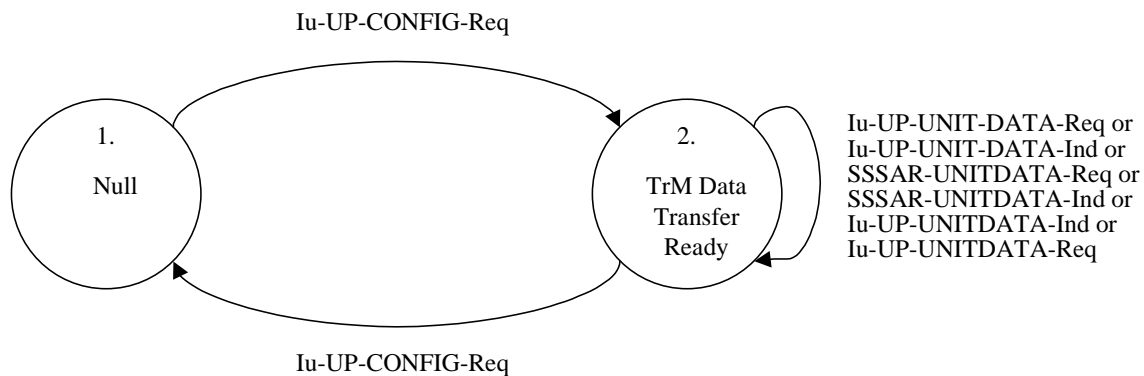 Iu-UP-CONFIG-Req
1.
Null
2.
TrM Data
Transfer
Ready
Iu-UP-UNIT-DATA-Req or
Iu-UP-UNIT-DATA-Ind or
SSSAR-UNITDATA-Req or
SSSAR-UNITDATA-Ind or
Iu-UP-UNITDATA-Ind or
Iu-UP-UNITDATA-Req
Iu-UP-CONFIG-Req